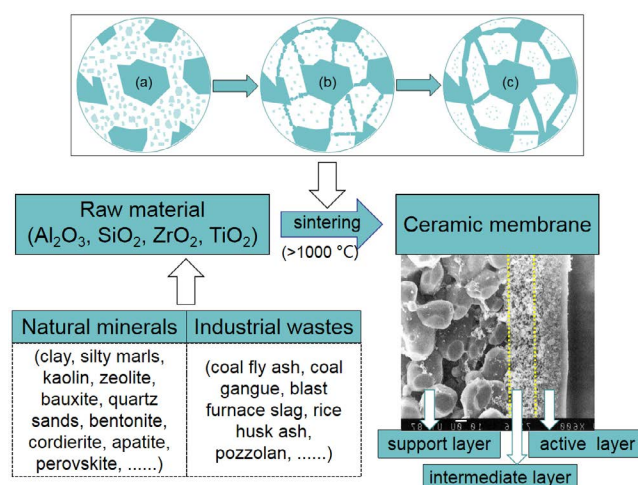 (a)
(b)
(c)
Raw material
(Al₂O₃, SiO₂, ZrO₂, TiO₂)
sintering
(>1000 °C)
Ceramic membrane
Natural minerals
(clay, silty marls,
kaolin, zeolite,
bauxite, quartz
sands, bentonite,
cordierite, apatite,
perovskite, ......)
Industrial wastes
(coal fly ash, coal
gangue, blast
furnace slag, rice
husk ash,
pozzolan, ......)
support layer
active layer
intermediate layer